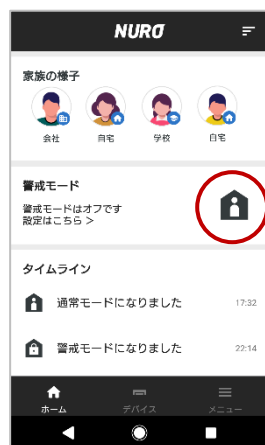 NURO
家族の様子
会社 自宅 学校 自宅
警戒モード
警戒モードはオフです
設定はこちら >
タイムライン
通常モードになりました 17:32
警戒モードになりました 22:14
ホーム デバイス メニュー